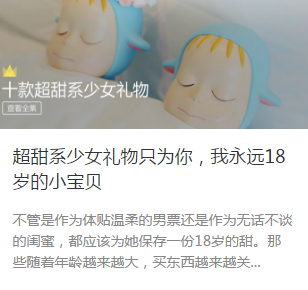 十款超甜系少女礼物
查看全集
超甜系少女礼物只为你，我永远18
岁的小宝贝
不管是作为体贴温柔的男票还是作为无话不谈
的闺蜜，都应该为她保存一份18岁的甜。那
些随着年龄越来越大，买东西越来越关...